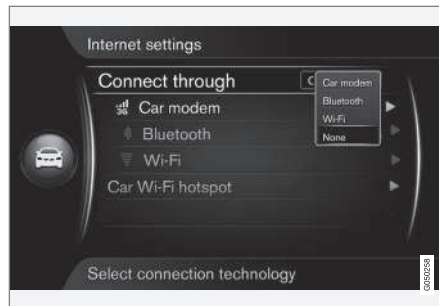 Internet settings
Connect through
C
Car modem
Bluetooth
Wi-Fi
None
3G Car modem
Bluetooth
Wi-Fi
Car Wi-Fi hotspot
Select connection technology
G050258